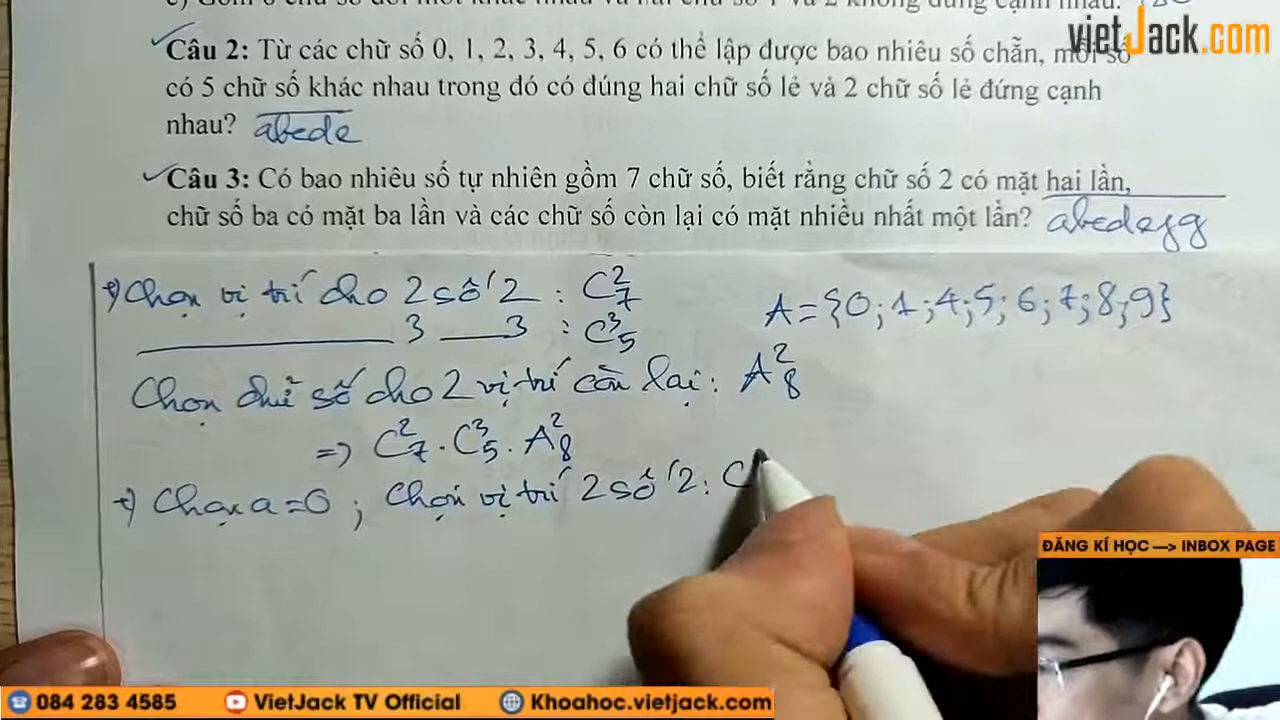 vietJack.com
Câu 2: Từ các chữ số 0, 1, 2, 3, 4, 5, 6 có thể lập được bao nhiêu số chẵn, mỗi số
có 5 chữ số khác nhau trong đó có đúng hai chữ số lẻ và 2 chữ số lẻ đứng cạnh
nhau? abcde
Câu 3: Có bao nhiêu số tự nhiên gồm 7 chữ số, biết rằng chữ số 2 có mặt hai lần,
chữ số ba có mặt ba lần và các chữ số còn lại có mặt nhiều nhất một lần? abcdefg
+) Chọn vị trí cho 2 số 2 : C²₇
A = {0; 1; 4; 5; 6; 7; 8; 9}
3 3 : C³₅
Chọn chữ số cho 2 vị trí còn lại : A²₈
=> C²₇ . C³₅ . A²₈
+) Chọn a = 0 ; Chọn vị trí 2 số 2 : C
ĐĂNG KÍ HỌC —> INBOX PAGE
084 283 4585 VietJack TV Official Khoahoc.vietjack.com